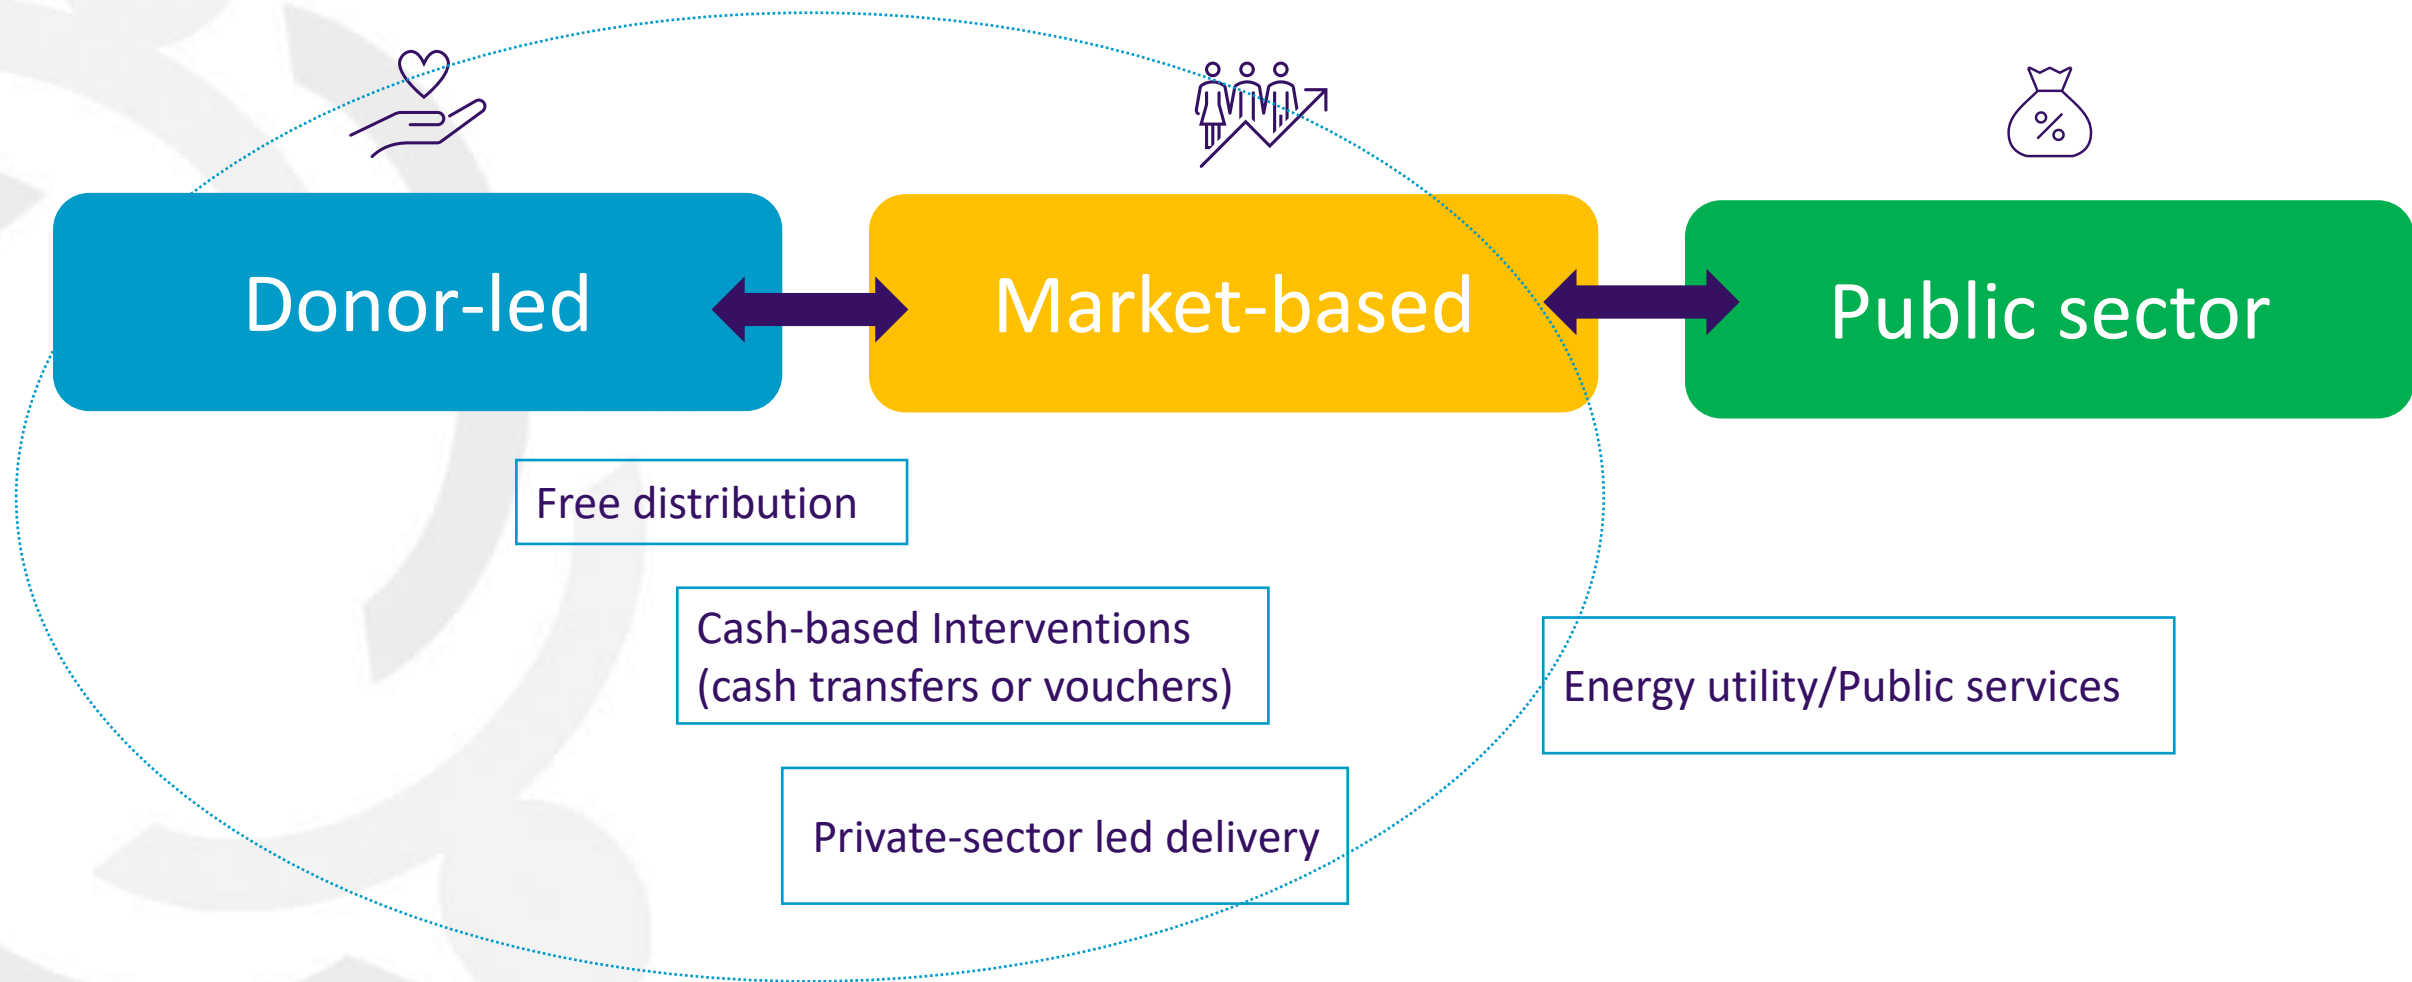 Donor-led
Market-based
Public sector
Free distribution
Cash-based Interventions
(cash transfers or vouchers)
Energy utility/Public services
Private-sector led delivery